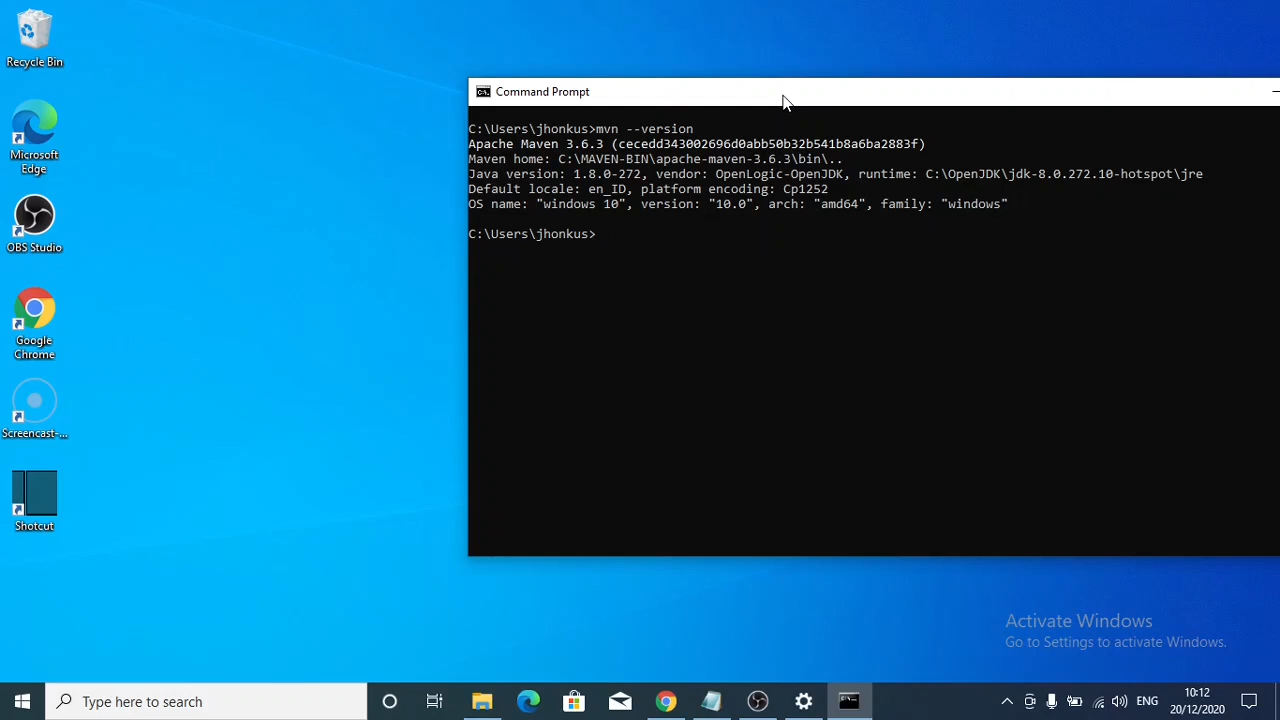 Recycle Bin
Microsoft
Edge
OBS Studio
Google
Chrome
Screencast-...
Shotcut
Command Prompt
C:\Users\jhonkus>mvn --version
Apache Maven 3.6.3 (cecedd343002696d0abb50b32b541b8a6ba2883f)
Maven home: C:\MAVEN-BIN\apache-maven-3.6.3\bin\..
Java version: 1.8.0-272, vendor: OpenLogic-OpenJDK, runtime: C:\OpenJDK\jdk-8.0.272.10-hotspot\jre
Default locale: en_ID, platform encoding: Cp1252
OS name: "windows 10", version: "10.0", arch: "amd64", family: "windows"
C:\Users\jhonkus>
Activate Windows
Go to Settings to activate Windows.
Type here to search
ENG
10:12
20/12/2020